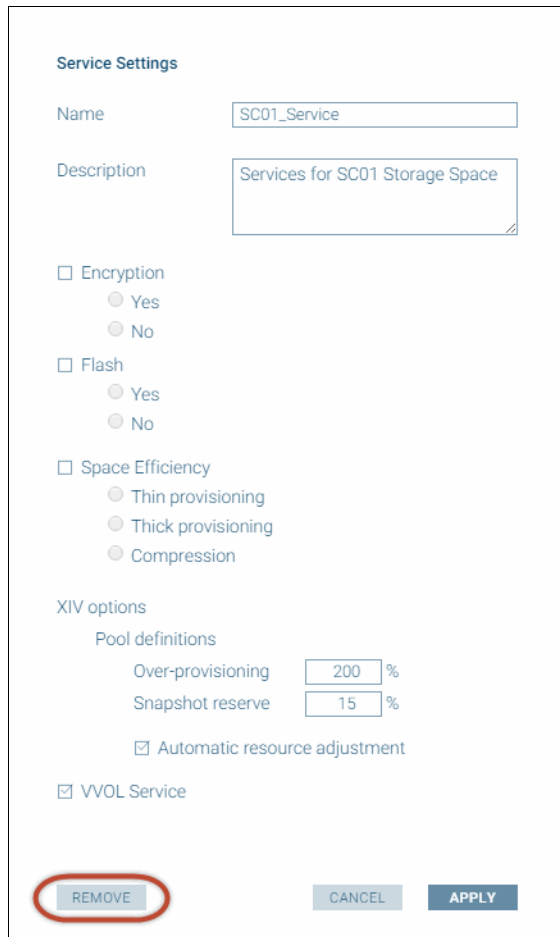 Service Settings
Name SC01_Service
Description Services for SC01 Storage Space
Encryption
Yes
No
Flash
Yes
No
Space Efficiency
Thin provisioning
Thick provisioning
Compression
XIV options
Pool definitions
Over-provisioning 200 %
Snapshot reserve 15 %
Automatic resource adjustment
VVOL Service
REMOVE CANCEL APPLY